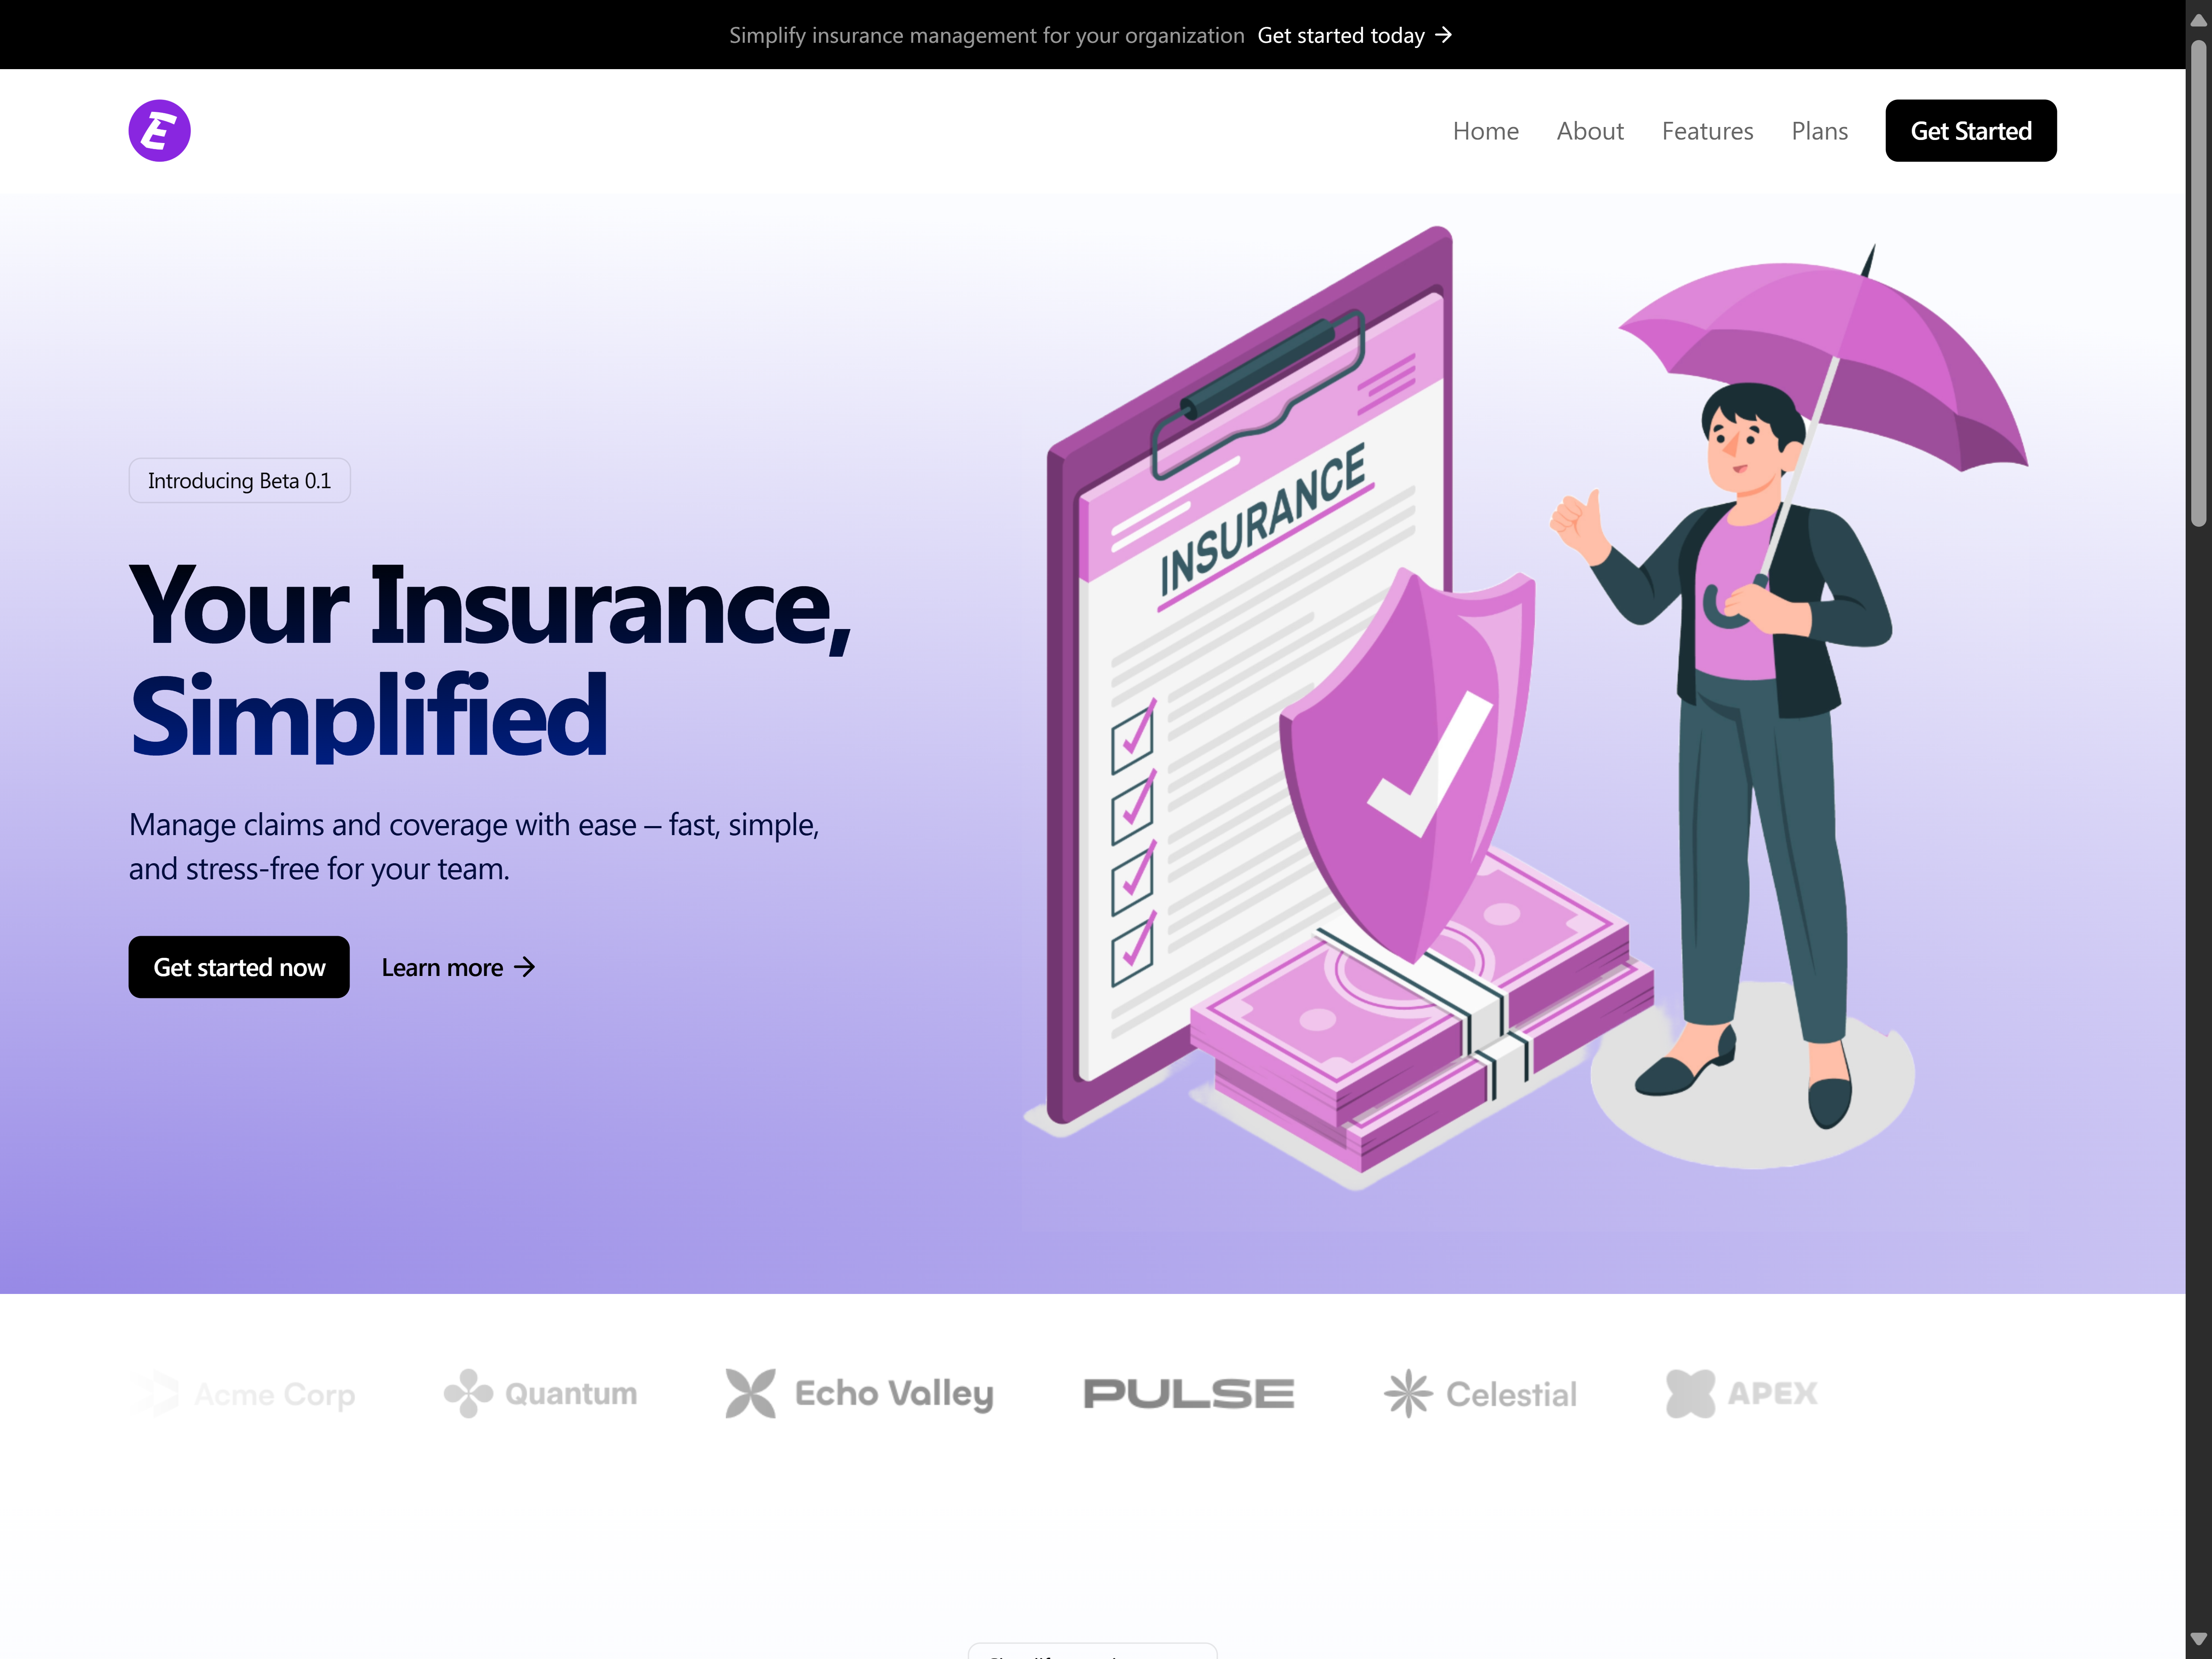 Simplify insurance management for your organization Get started today →
E
Home About Features Plans Get Started
Introducing Beta 0.1
Your Insurance,
Simplified
Manage claims and coverage with ease – fast, simple,
and stress-free for your team.
Get started now Learn more →
INSURANCE
Acme Corp Quantum Echo Valley PULSE Celestial APEX